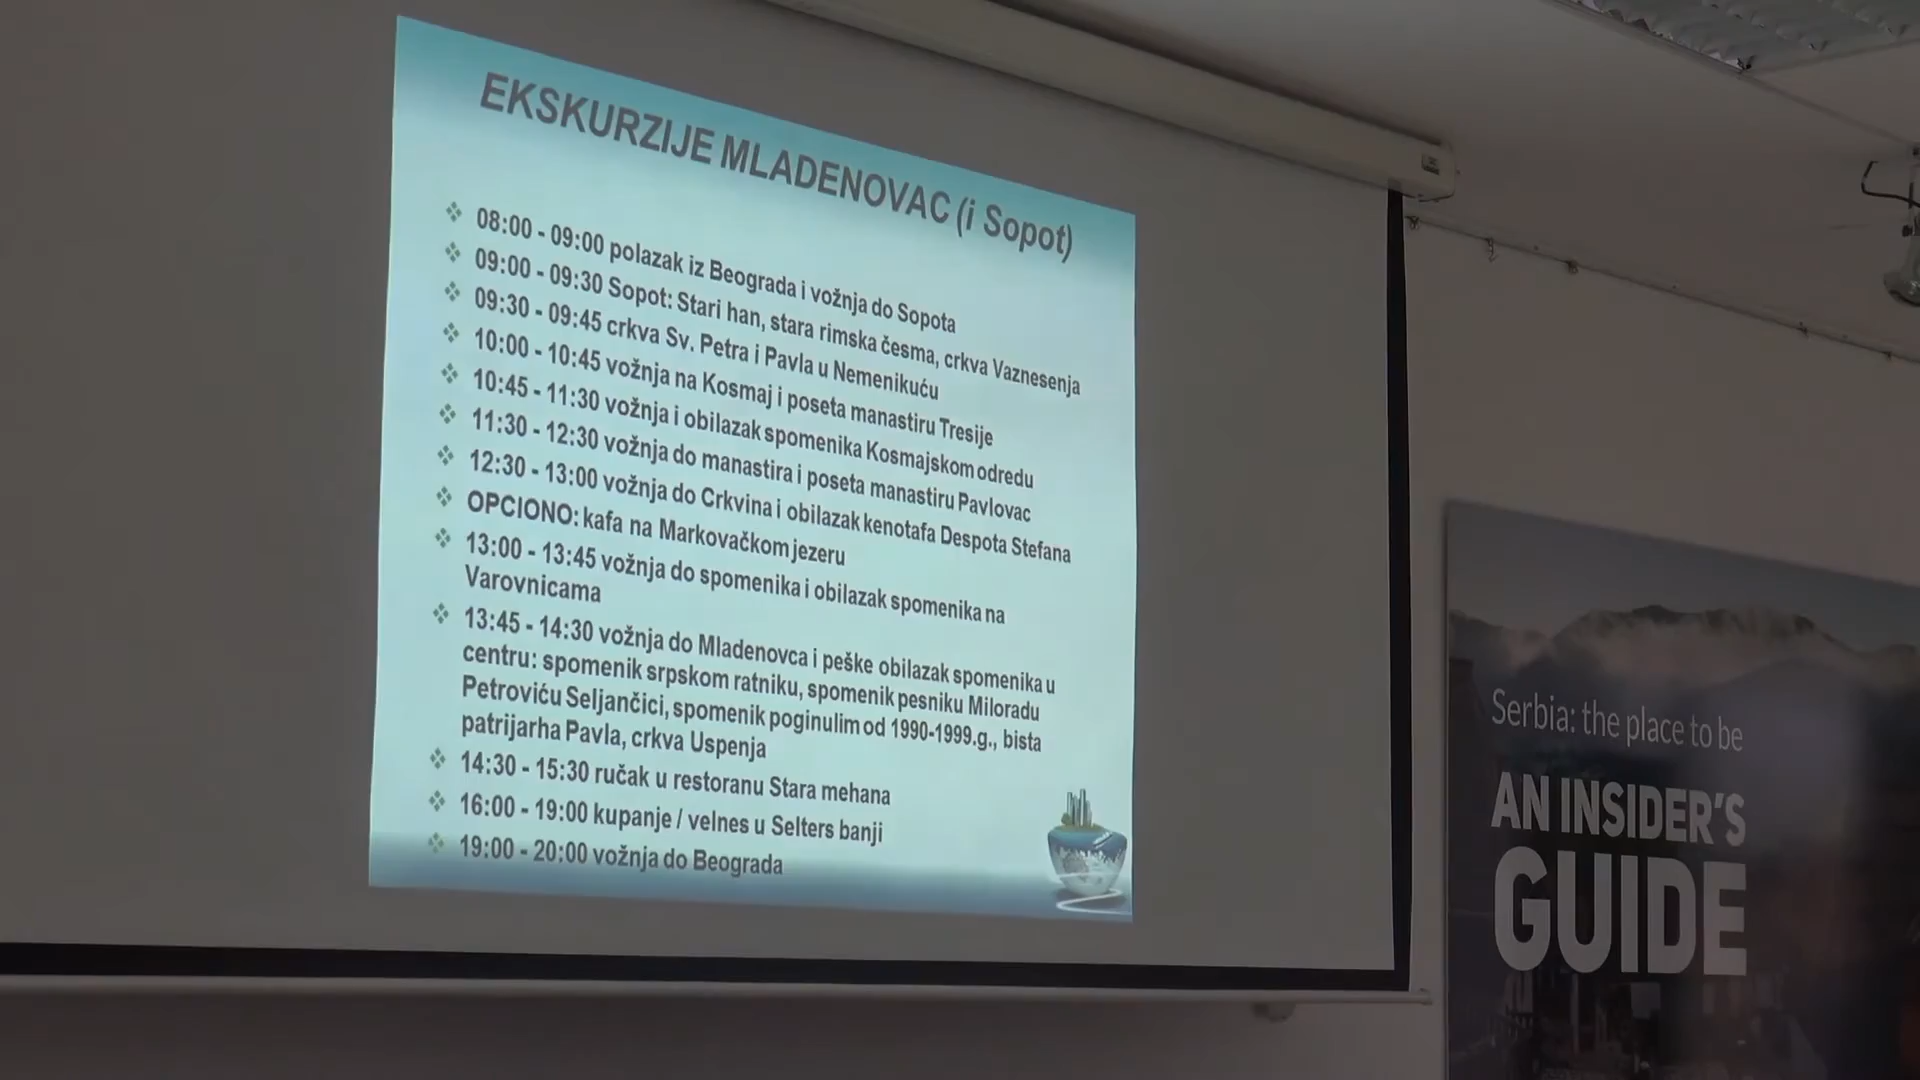 EKSKURZIJE MLADENOVAC (i Sopot)
08:00 - 09:00 polazak iz Beograda i vožnja do Sopota
09:00 - 09:30 Sopot: Stari han, stara rimska česma, crkva Vaznesenja
09:30 - 09:45 crkva Sv. Petra i Pavla u Nemenikuću
10:00 - 10:45 vožnja na Kosmaj i poseta manastiru Tresije
10:45 - 11:30 vožnja i obilazak spomenika Kosmajskom odredu
11:30 - 12:30 vožnja do manastira i poseta manastiru Pavlovac
12:30 - 13:00 vožnja do Crkvina i obilazak kenotafa Despota Stefana
OPCIONO: kafa na Markovačkom jezeru
13:00 - 13:45 vožnja do spomenika i obilazak spomenika na
Varovnicama
13:45 - 14:30 vožnja do Mladenovca i peške obilazak spomenika u
centru: spomenik srpskom ratniku, spomenik pesniku Miloradu
Petroviću Seljančici, spomenik poginulim od 1990-1999.g., bista
patrijarha Pavla, crkva Uspenja
14:30 - 15:30 ručak u restoranu Stara mehana
16:00 - 19:00 kupanje / velnes u Selters banji
19:00 - 20:00 vožnja do Beograda
Serbia: the place to be
AN INSIDER'S
GUIDE